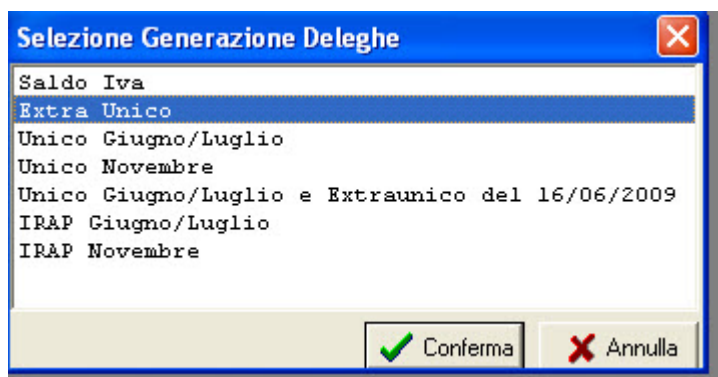 Selezione Generazione Deleghe
Saldo Iva
Extra Unico
Unico Giugno/Luglio
Unico Novembre
Unico Giugno/Luglio e Extraunico del 16/06/2009
IRAP Giugno/Luglio
IRAP Novembre
Conferma
Annulla